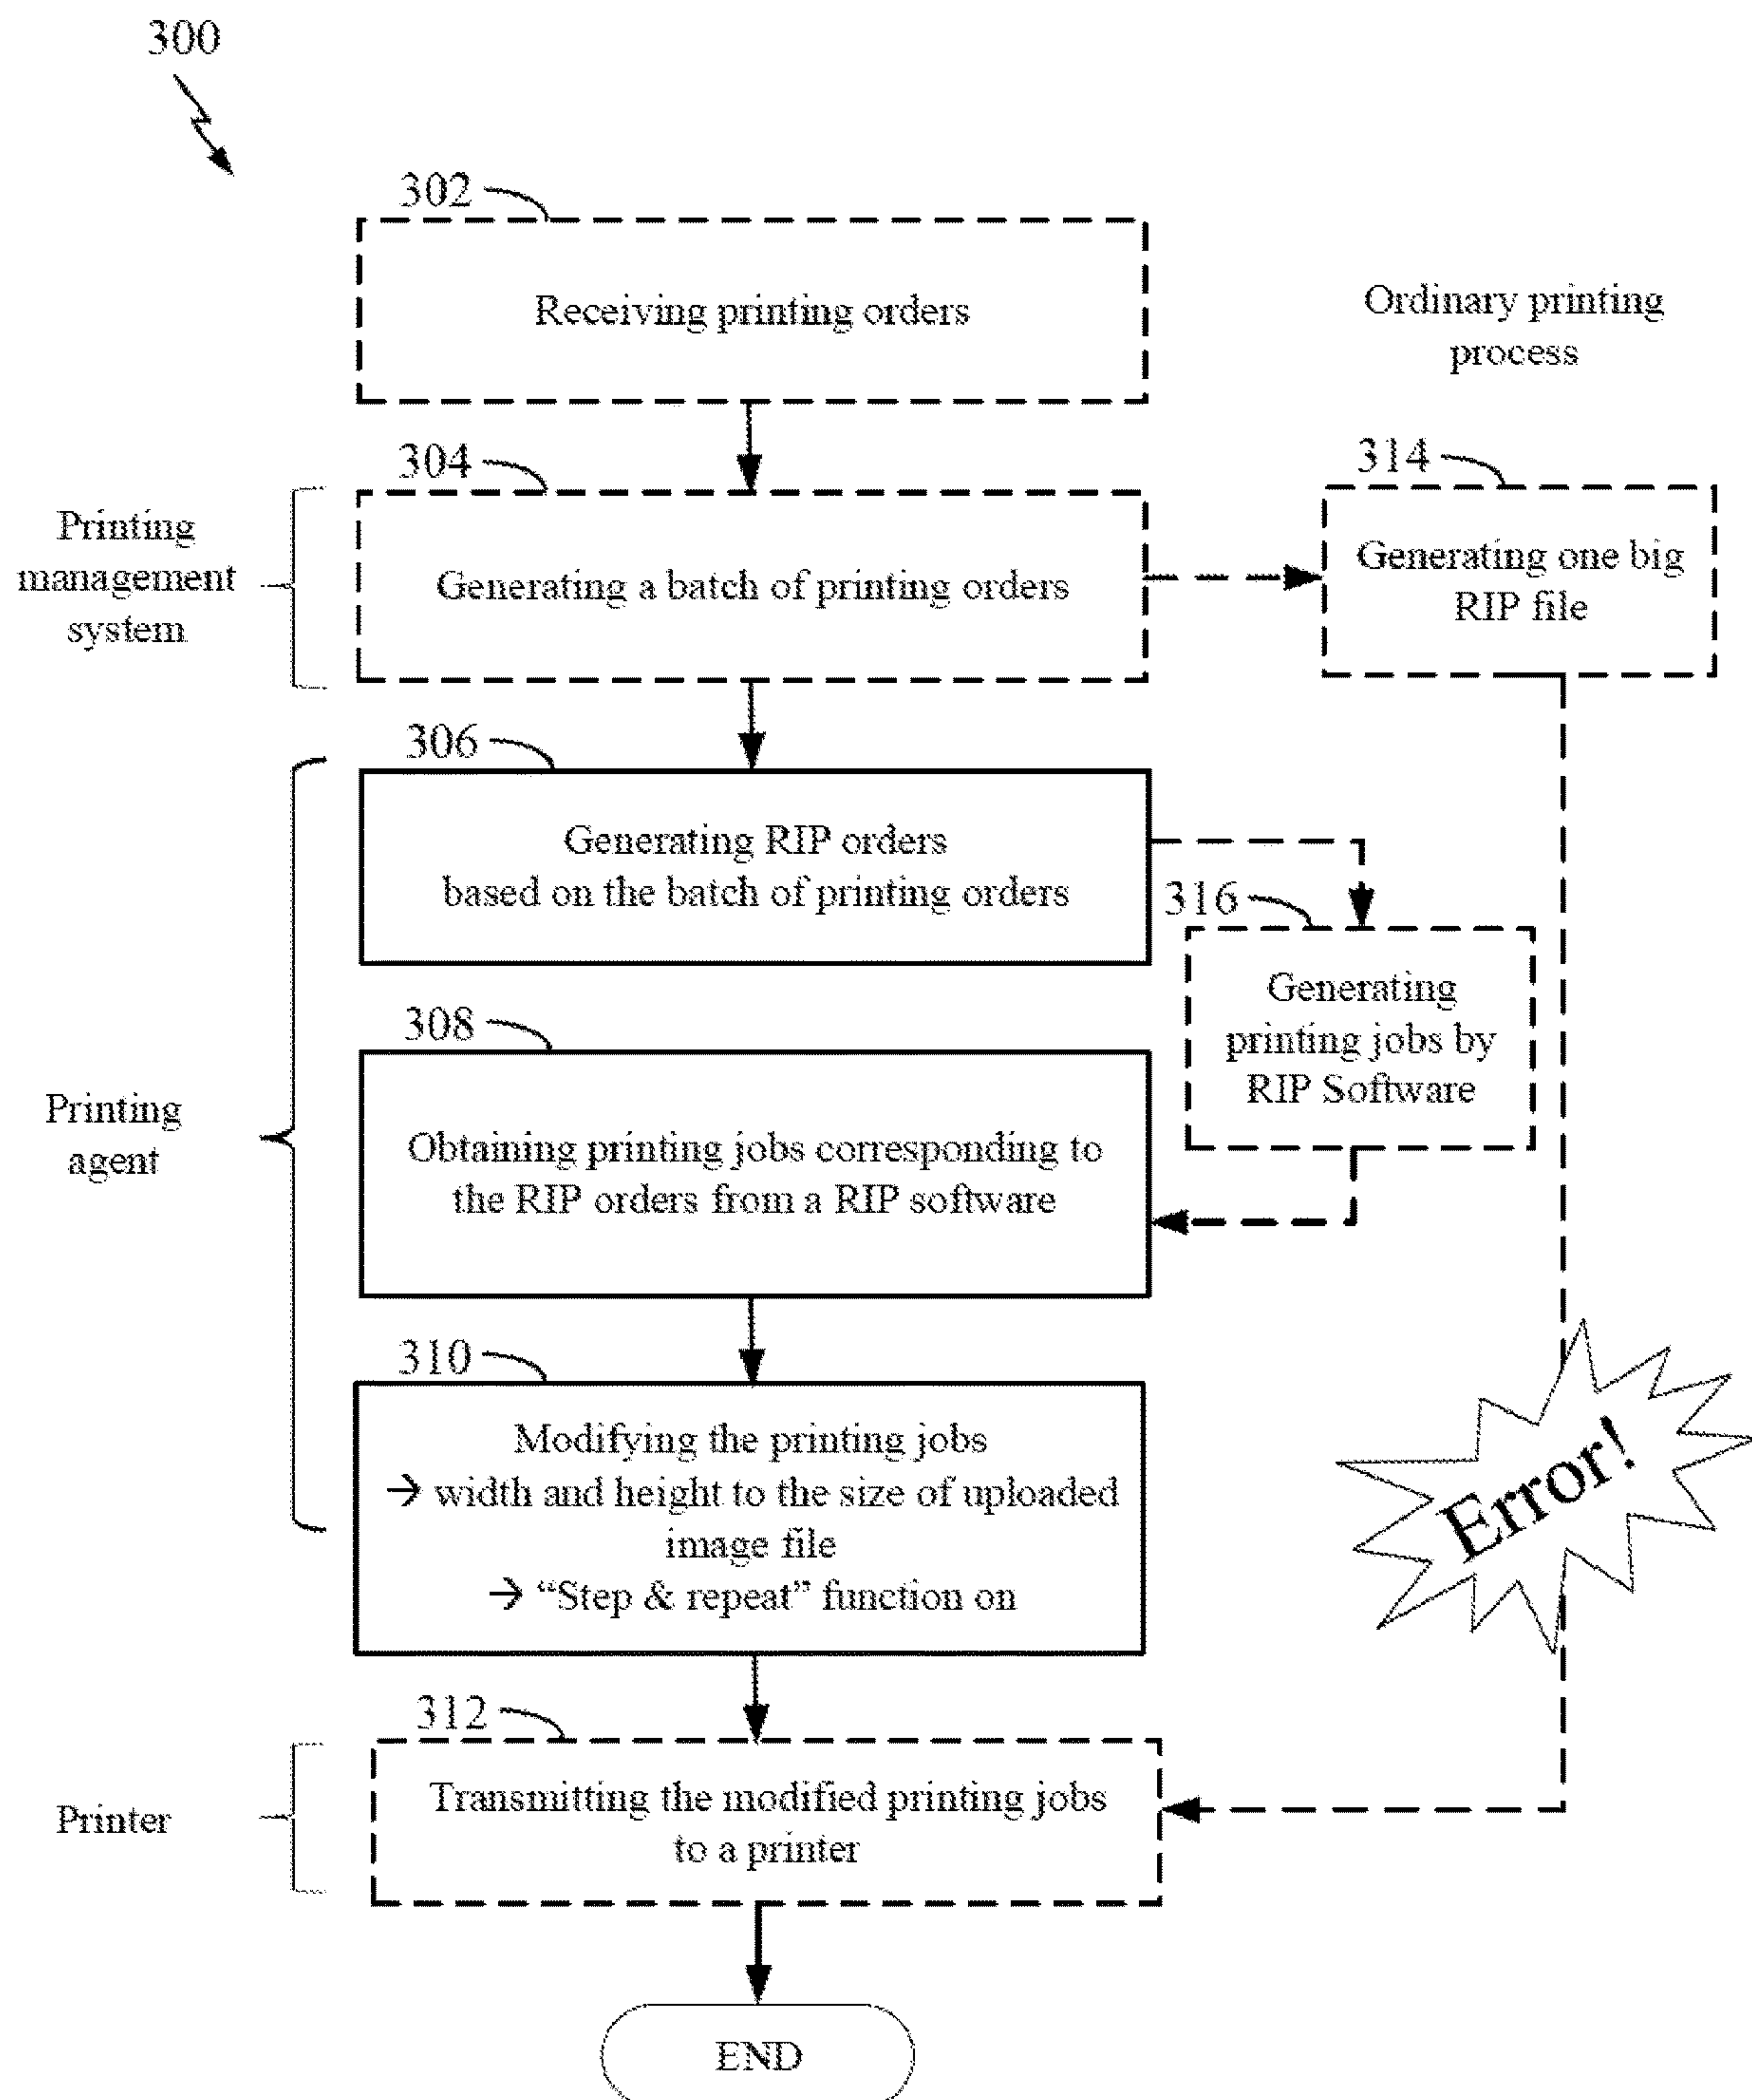 300
302
Receiving printing orders
Ordinary printing
process
304
Printing
management
system
Generating a batch of printing orders
314
Generating one big
RIP file
306
Generating RIP orders
based on the batch of printing orders
316
Generating
printing jobs by
RIP Software
308
Printing
agent
Obtaining printing jobs corresponding to
the RIP orders from a RIP software
310
Modifying the printing jobs
→ width and height to the size of uploaded
image file
→ “Step & repeat” function on
Error!
312
Printer
Transmitting the modified printing jobs
to a printer
END